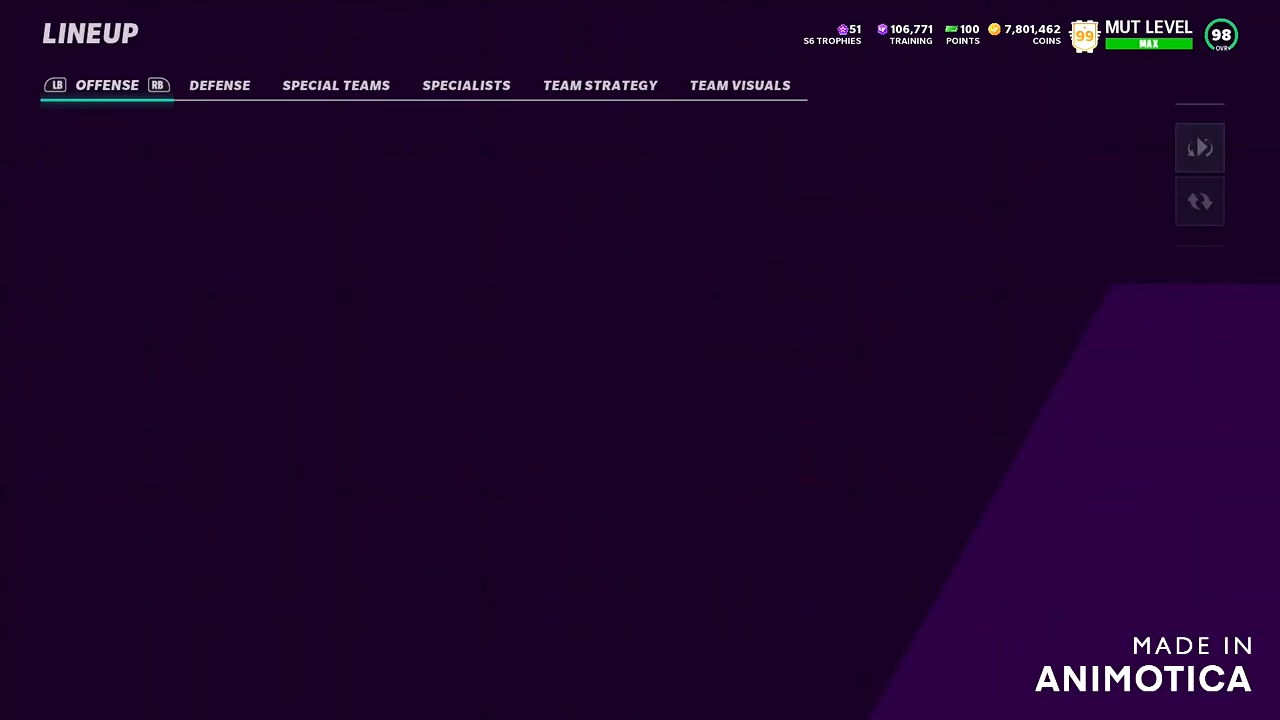 LINEUP
51
S6 TROPHIES
106,771
TRAINING
100
POINTS
7,801,462
COINS
99
MUT LEVEL
MAX
98
OVR
LB OFFENSE RB DEFENSE SPECIAL TEAMS SPECIALISTS TEAM STRATEGY TEAM VISUALS
MADE IN
ANIMOTICA